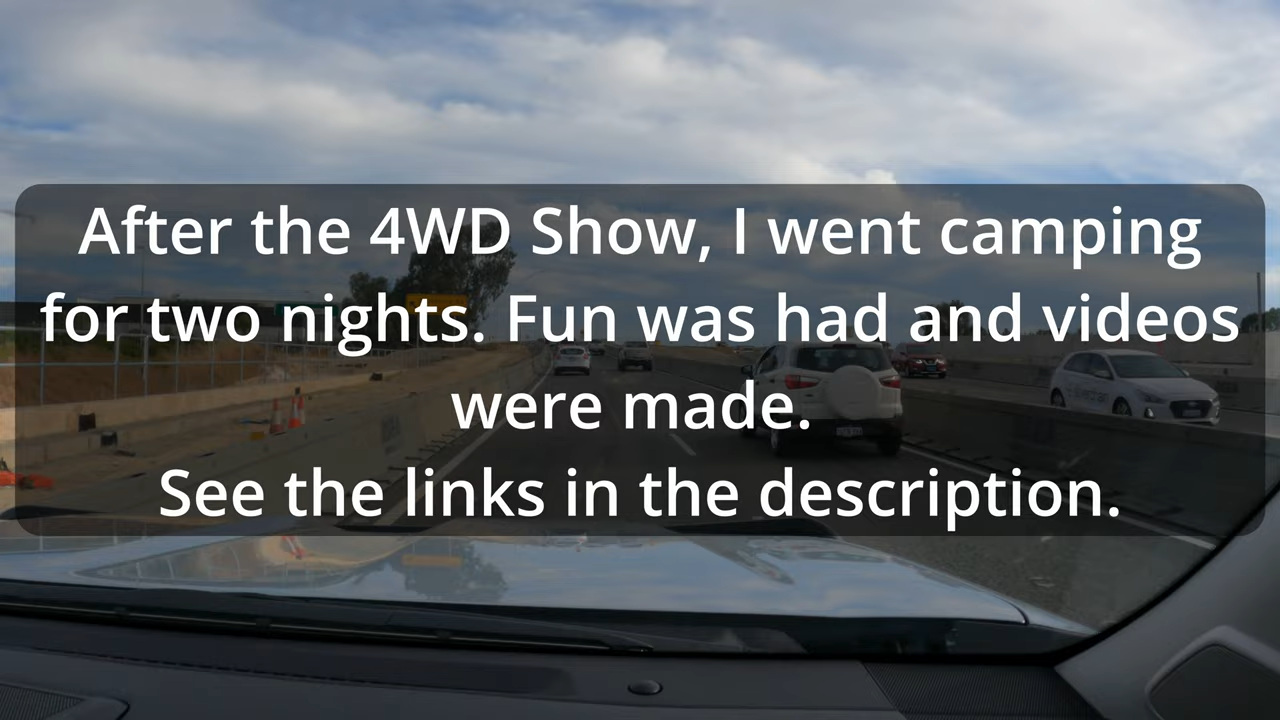 After the 4WD Show, I went camping
for two nights. Fun was had and videos
were made.
See the links in the description.